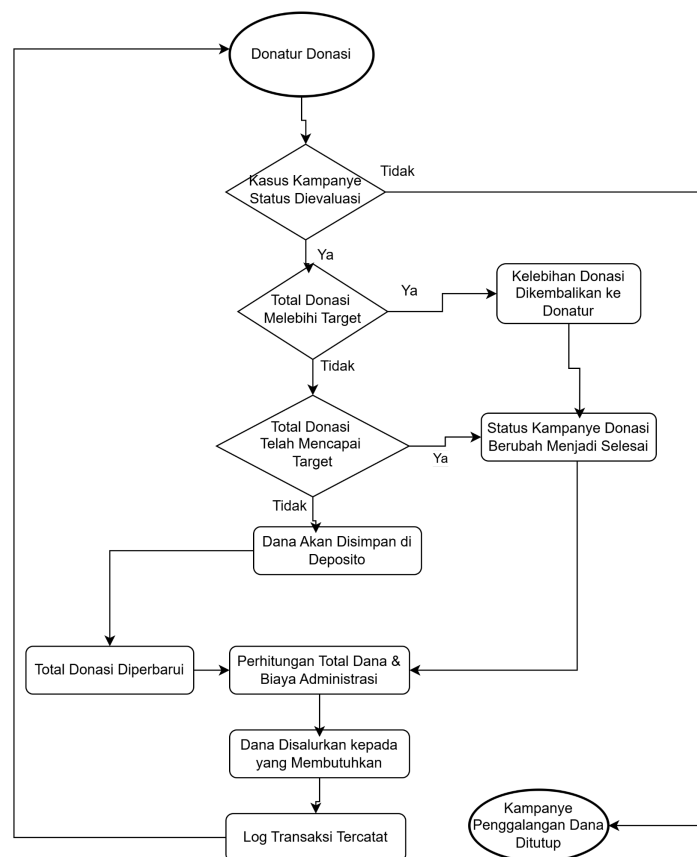 Donatur Donasi
Kasus Kampanye
Status Dievaluasi
Tidak
Ya
Total Donasi
Melebihi Target
Ya
Kelebihan Donasi
Dikembalikan ke
Donatur
Tidak
Total Donasi
Telah Mencapai
Target
Ya
Status Kampanye Donasi
Berubah Menjadi Selesai
Tidak
Dana Akan Disimpan di
Deposito
Total Donasi Diperbarui
Perhitungan Total Dana &
Biaya Administrasi
Dana Disalurkan kepada
yang Membutuhkan
Log Transaksi Tercatat
Kampanye
Penggalangan Dana
Ditutup